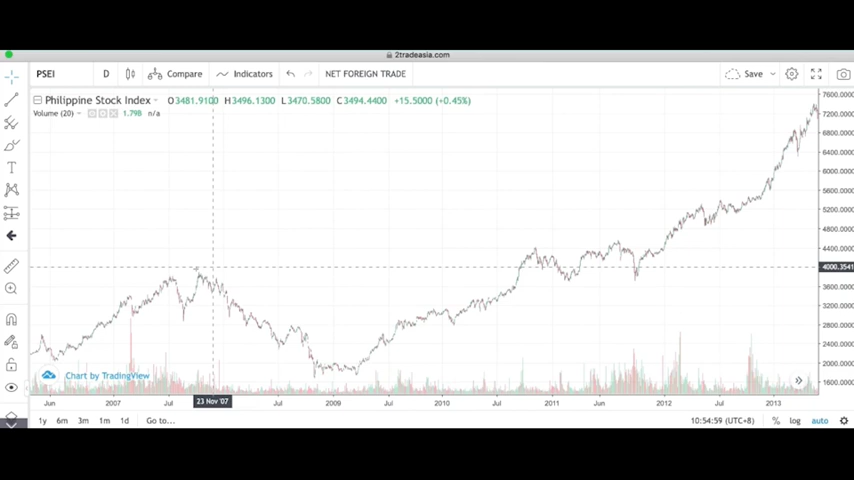 2tradeasia.com
PSEI D Compare Indicators NET FOREIGN TRADE Save
Philippine Stock Index O3481.9100 H3496.1300 L3470.5800 C3494.4400 +15.5000 (+0.45%)
Volume (20) 1.79B n/a
7600.0000
7200.0000
6800.0000
6400.0000
6000.0000
5600.0000
5200.0000
4800.0000
4400.0000
4000.3541
3600.0000
3200.0000
2800.0000
2400.0000
2000.0000
1600.0000
Chart by TradingView
Jun 2007 Jul 23 Nov '07 Jul 2009 Jul 2010 Jul 2011 Jun 2012 Jul 2013
1y 6m 3m 1m 1d Go to... 10:54:59 (UTC+8) % log auto